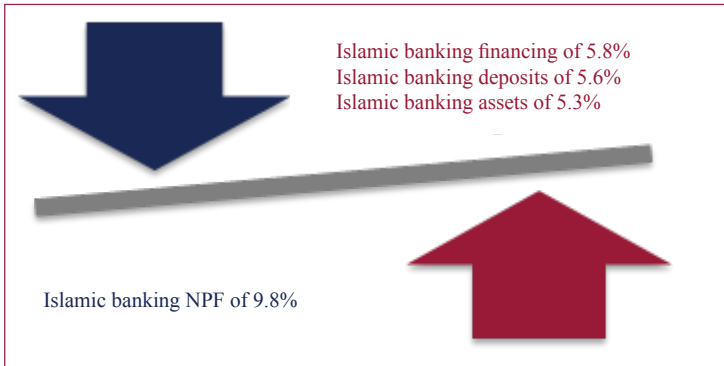 Islamic banking financing of 5.8%
Islamic banking deposits of 5.6%
Islamic banking assets of 5.3%
Islamic banking NPF of 9.8%